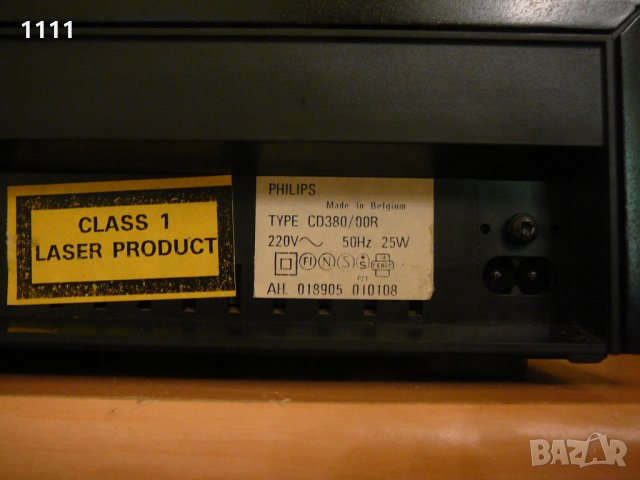 1111
CLASS 1
LASER PRODUCT
PHILIPS
Made in Belgium
TYPE CD380/00R
220V～ 50Hz 25W
FI N S +S
AH. 018905 010108
BAZAR